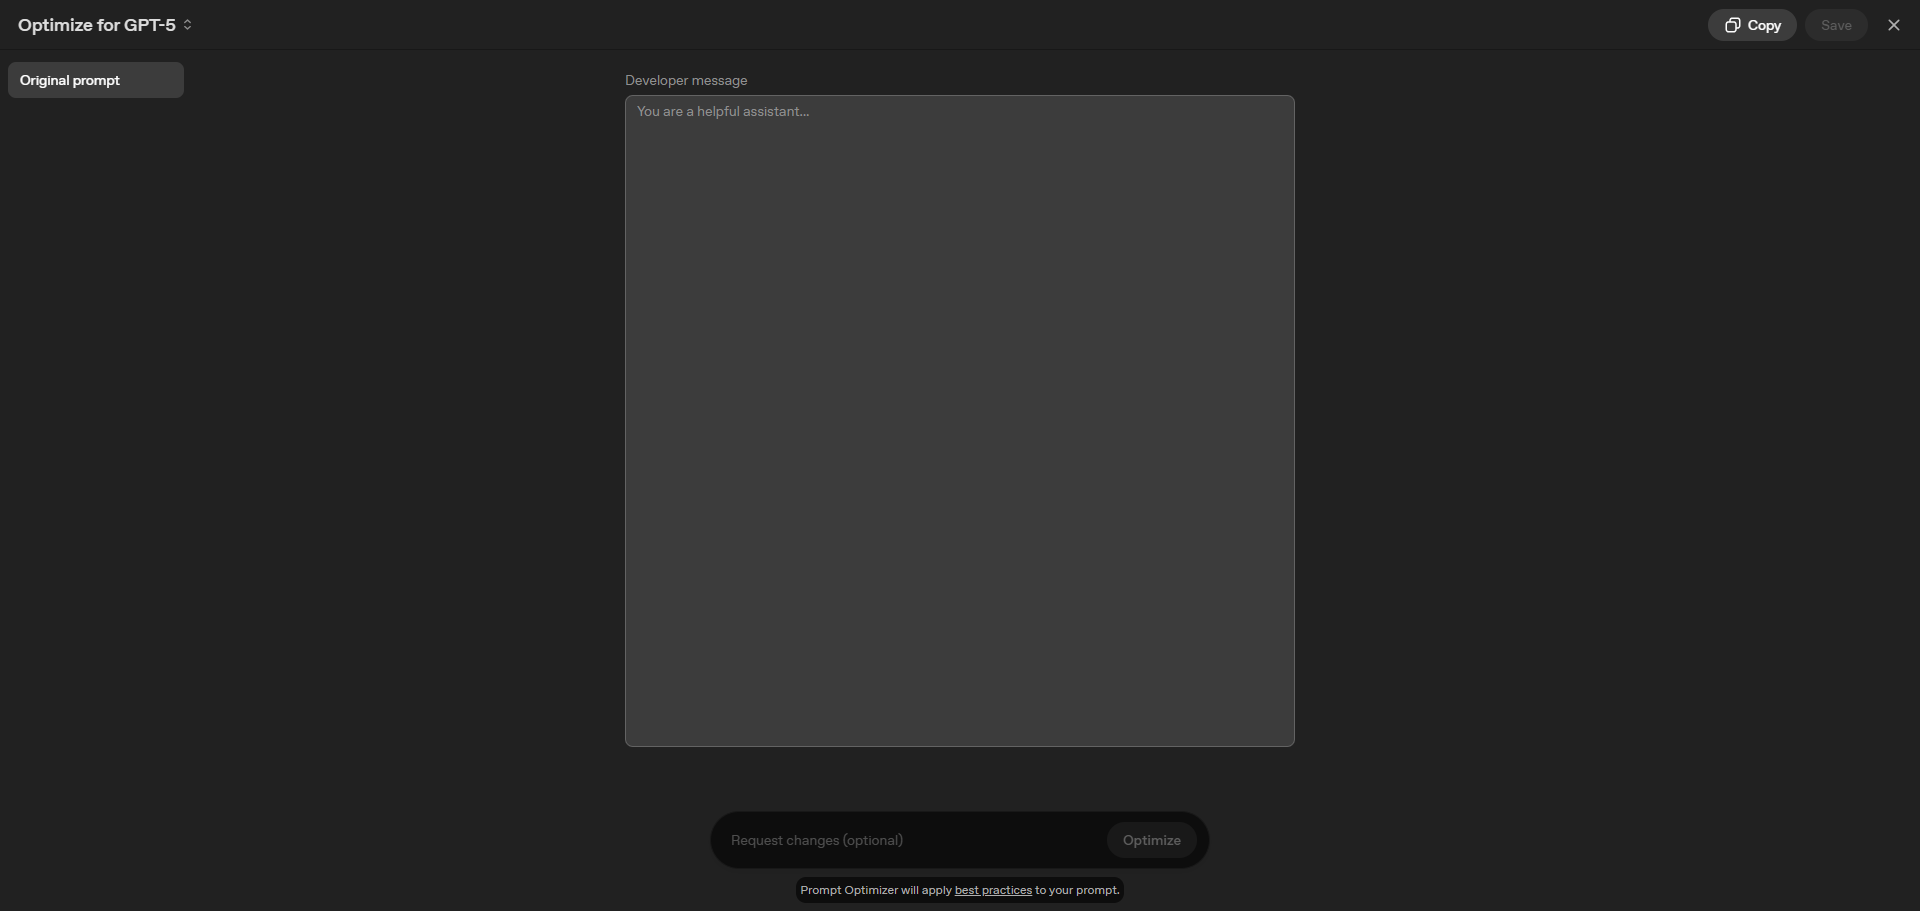 Optimize for GPT-5
Copy
Save
Original prompt
Developer message
You are a helpful assistant...
Request changes (optional)
Optimize
Prompt Optimizer will apply best practices to your prompt.